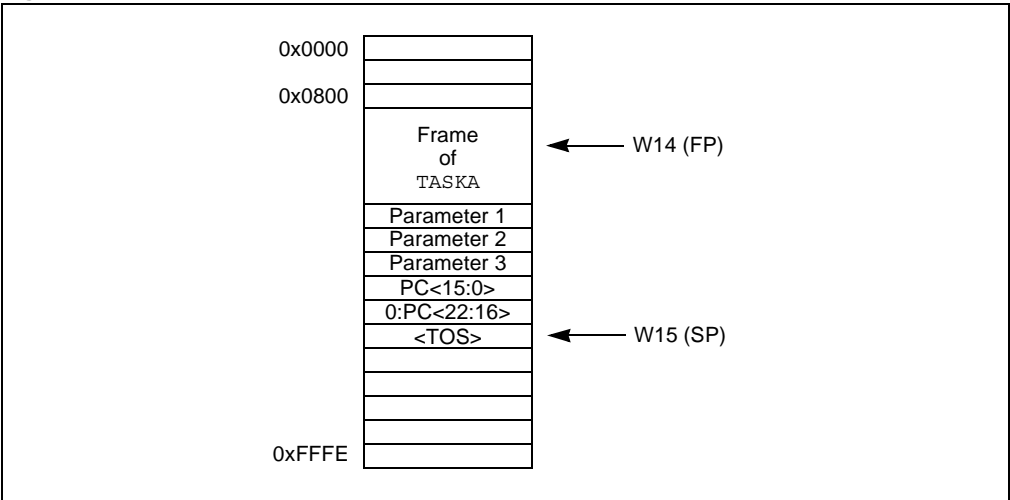 0x0000
0x0800
Frame
of
TASKA
W14 (FP)
Parameter 1
Parameter 2
Parameter 3
PC<15:0>
0:PC<22:16>
<TOS>
W15 (SP)
0xFFFE